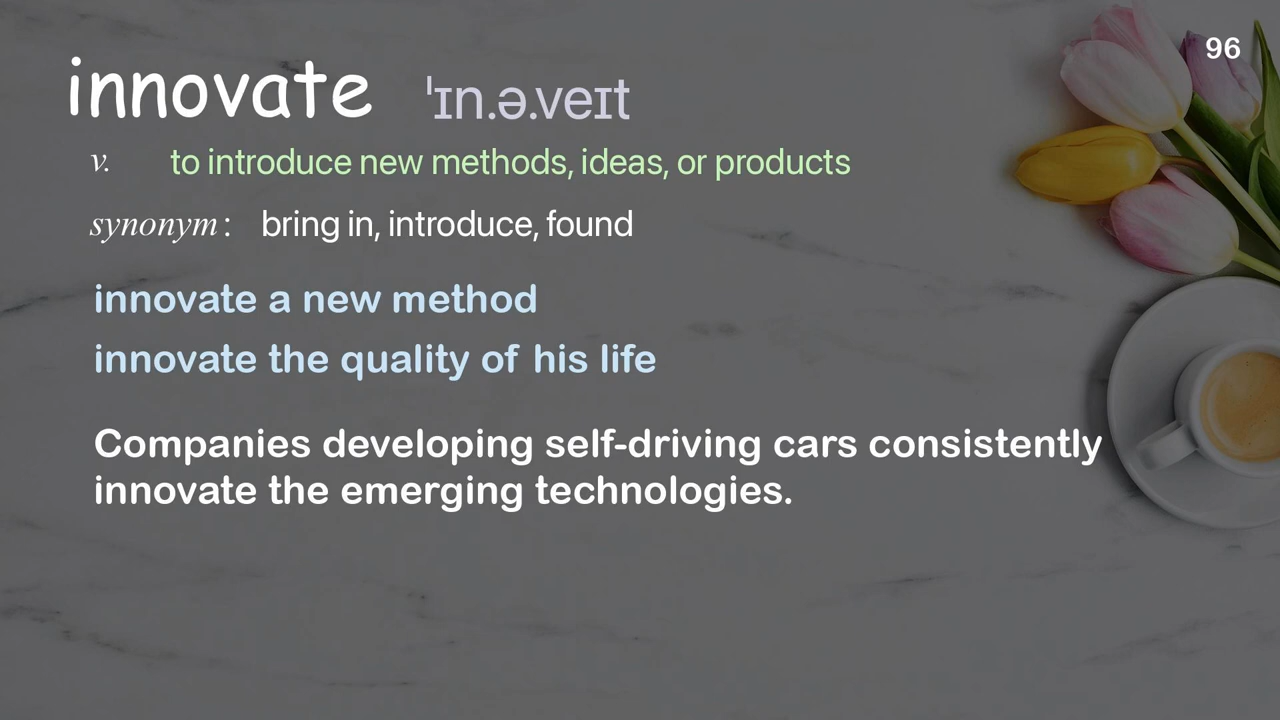 96
innovate ˈɪn.ə.veɪt
v. to introduce new methods, ideas, or products
synonym: bring in, introduce, found
innovate a new method
innovate the quality of his life
Companies developing self-driving cars consistently
innovate the emerging technologies.